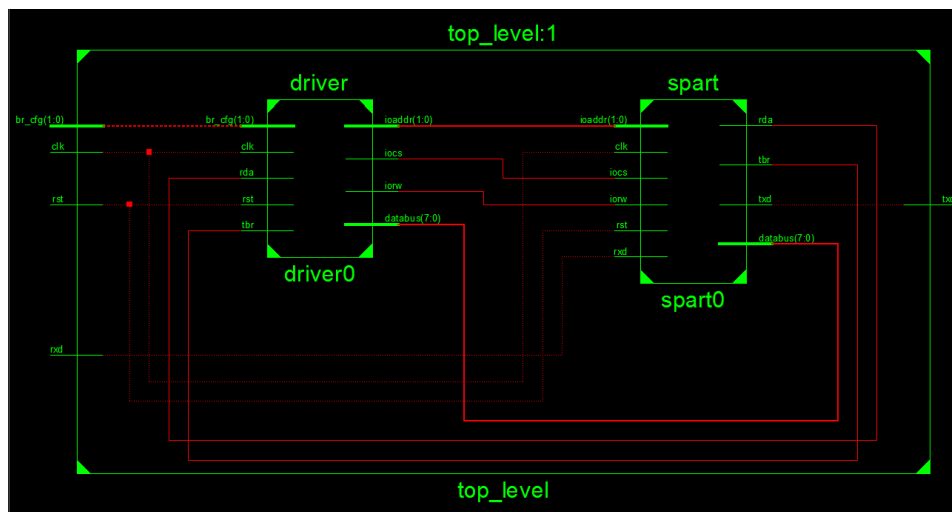 top_level:1
driver
spart
br_cfg(1:0)
br_cfg(1:0)
ioaddr(1:0)
ioaddr(1:0)
rda
clk
clk
iocs
clk
tbr
rda
iorw
iocs
rst
rst
databus(7:0)
iorw
txd
tbr
rst
databus(7:0)
rxd
driver0
spart0
rxd
top_level